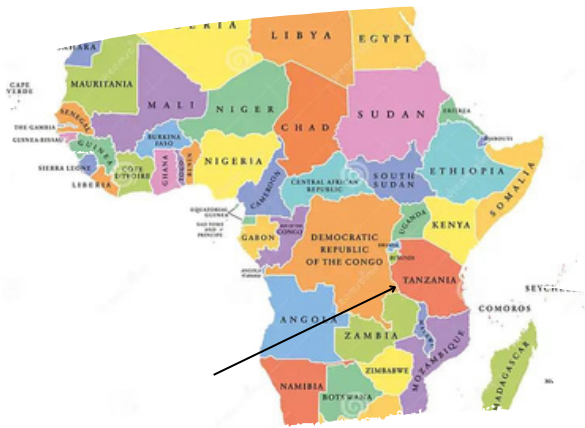 LIBYA
EGYPT
MAURITANIA
CAPE
VERDE
MALI
NIGER
CHAD
SUDAN
ERITREA
SENEGAL
THE GAMBIA
GUINEA-BISSAU
GUINEA
BURKINA
FASO
DJIBOUTI
SIERRA LEONE
LIBERIA
COTE
D'IVOIRE
GHANA
TOGO
BENIN
NIGERIA
CAMEROON
CENTRAL AFRICAN
REPUBLIC
SOUTH
SUDAN
ETHIOPIA
SOMALIA
EQUATORIAL
GUINEA
SAO TOME
AND
PRINCIPE
GABON
CONGO
DEMOCRATIC
REPUBLIC
OF THE CONGO
UGANDA
KENYA
BURUNDI
TANZANIA
COMOROS
ANGOLA
ZAMBIA
MOZAMBIQUE
MADAGASCAR
ZIMBABWE
NAMIBIA
BOTSWANA